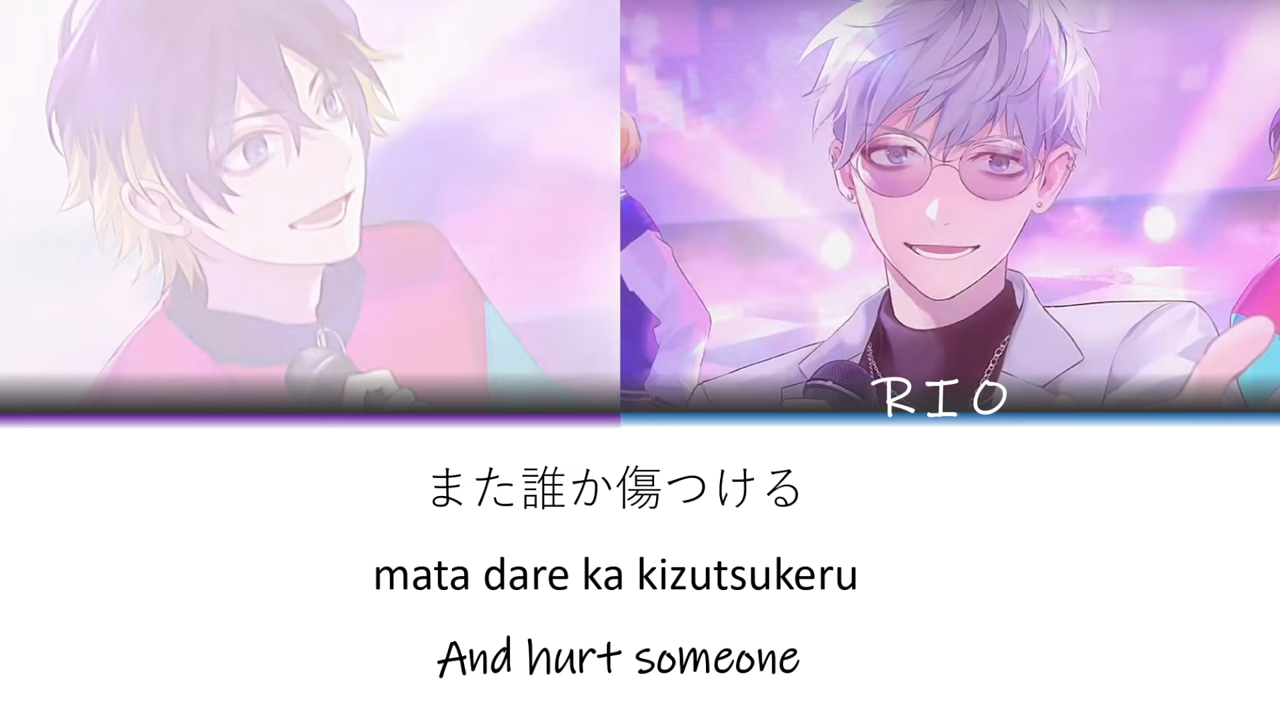 RIO
また誰か傷つける
mata dare ka kizutsukeru
And hurt someone